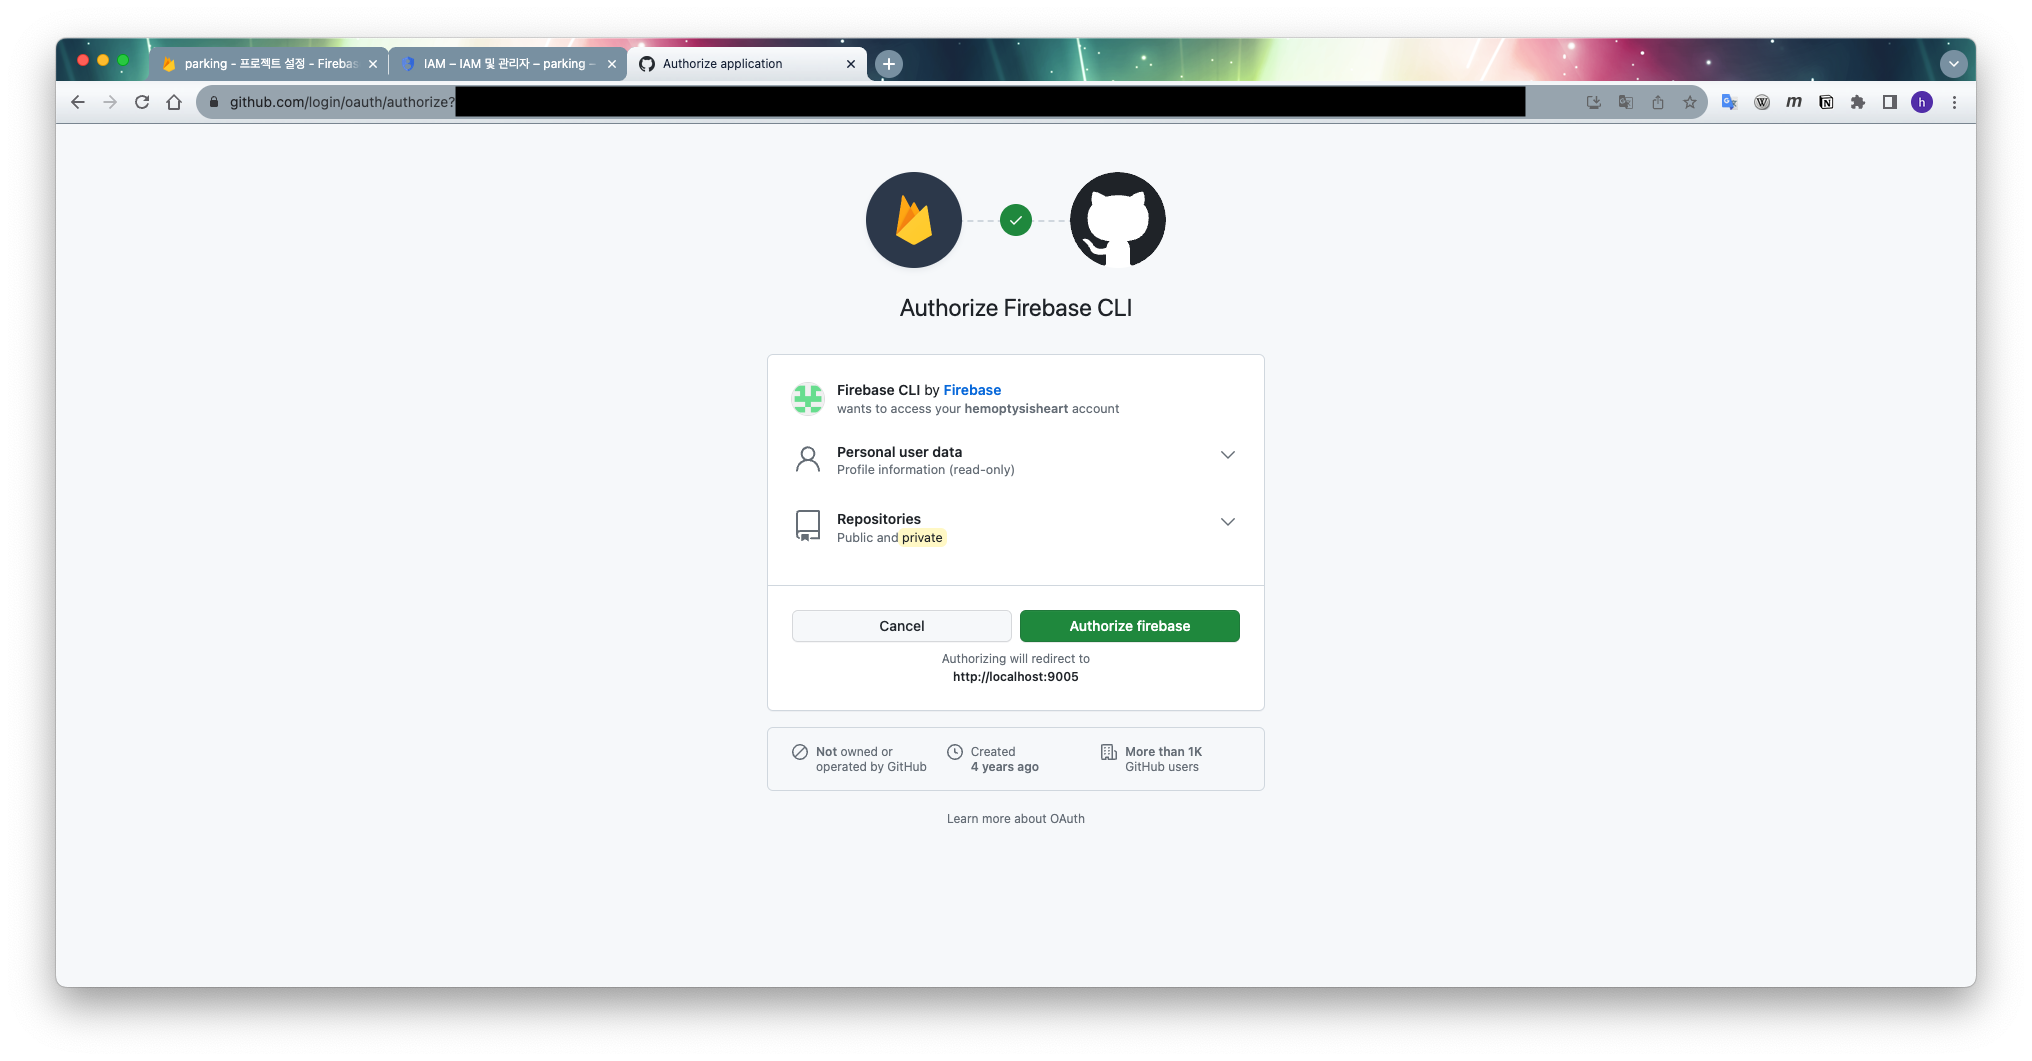 parking - 프로젝트 설정 - Firebas
IAM – IAM 및 관리자 – parking –
Authorize application
github.com/login/oauth/authorize?
h
Authorize Firebase CLI
Firebase CLI by Firebase
wants to access your hemoptysisheart account
Personal user data
Profile information (read-only)
Repositories
Public and private
Cancel
Authorize firebase
Authorizing will redirect to
http://localhost:9005
Not owned or
operated by GitHub
Created
4 years ago
More than 1K
GitHub users
Learn more about OAuth